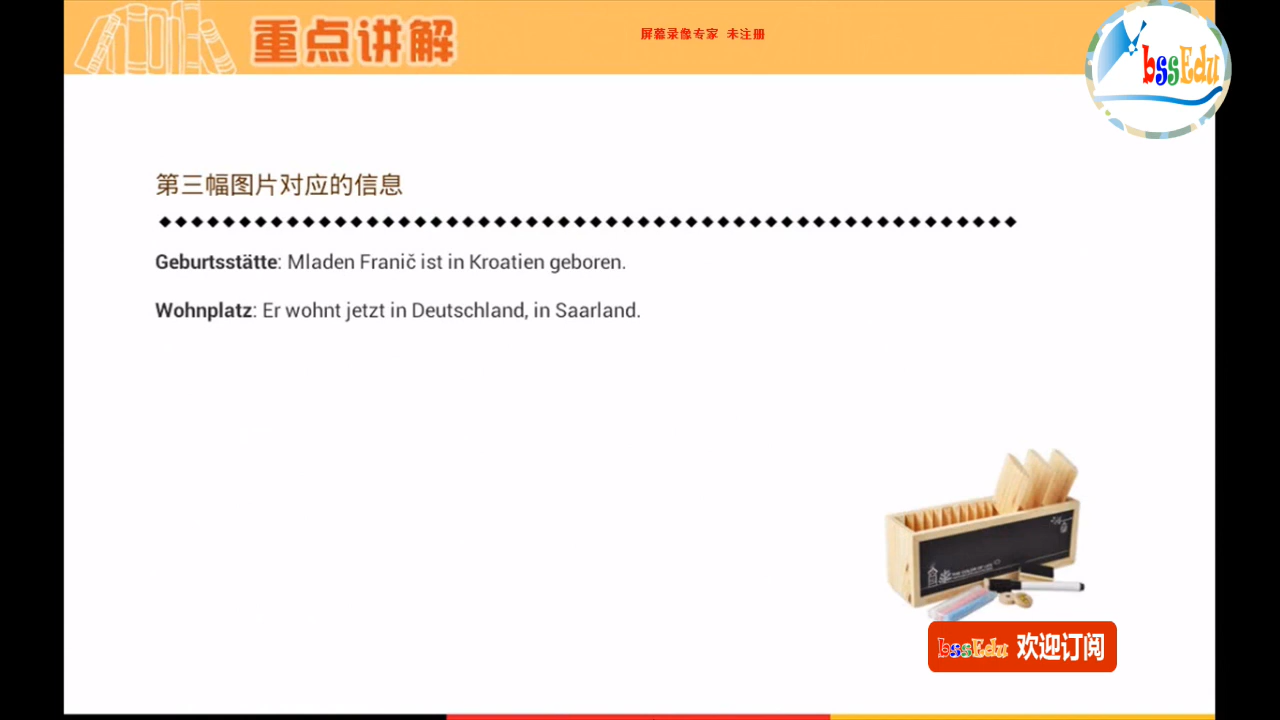 重点讲解
屏幕录像专家 未注册
bssEdu
第三幅图片对应的信息
Geburtsstätte: Mladen Franič ist in Kroatien geboren.
Wohnplatz: Er wohnt jetzt in Deutschland, in Saarland.
bssEdu 欢迎订阅